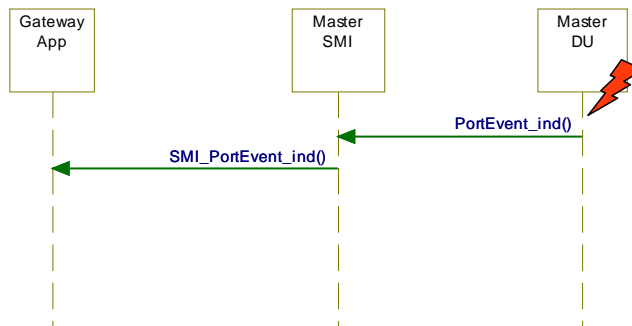 Gateway
App
Master
SMI
Master
DU
PortEvent_ind()
SMI_PortEvent_ind()